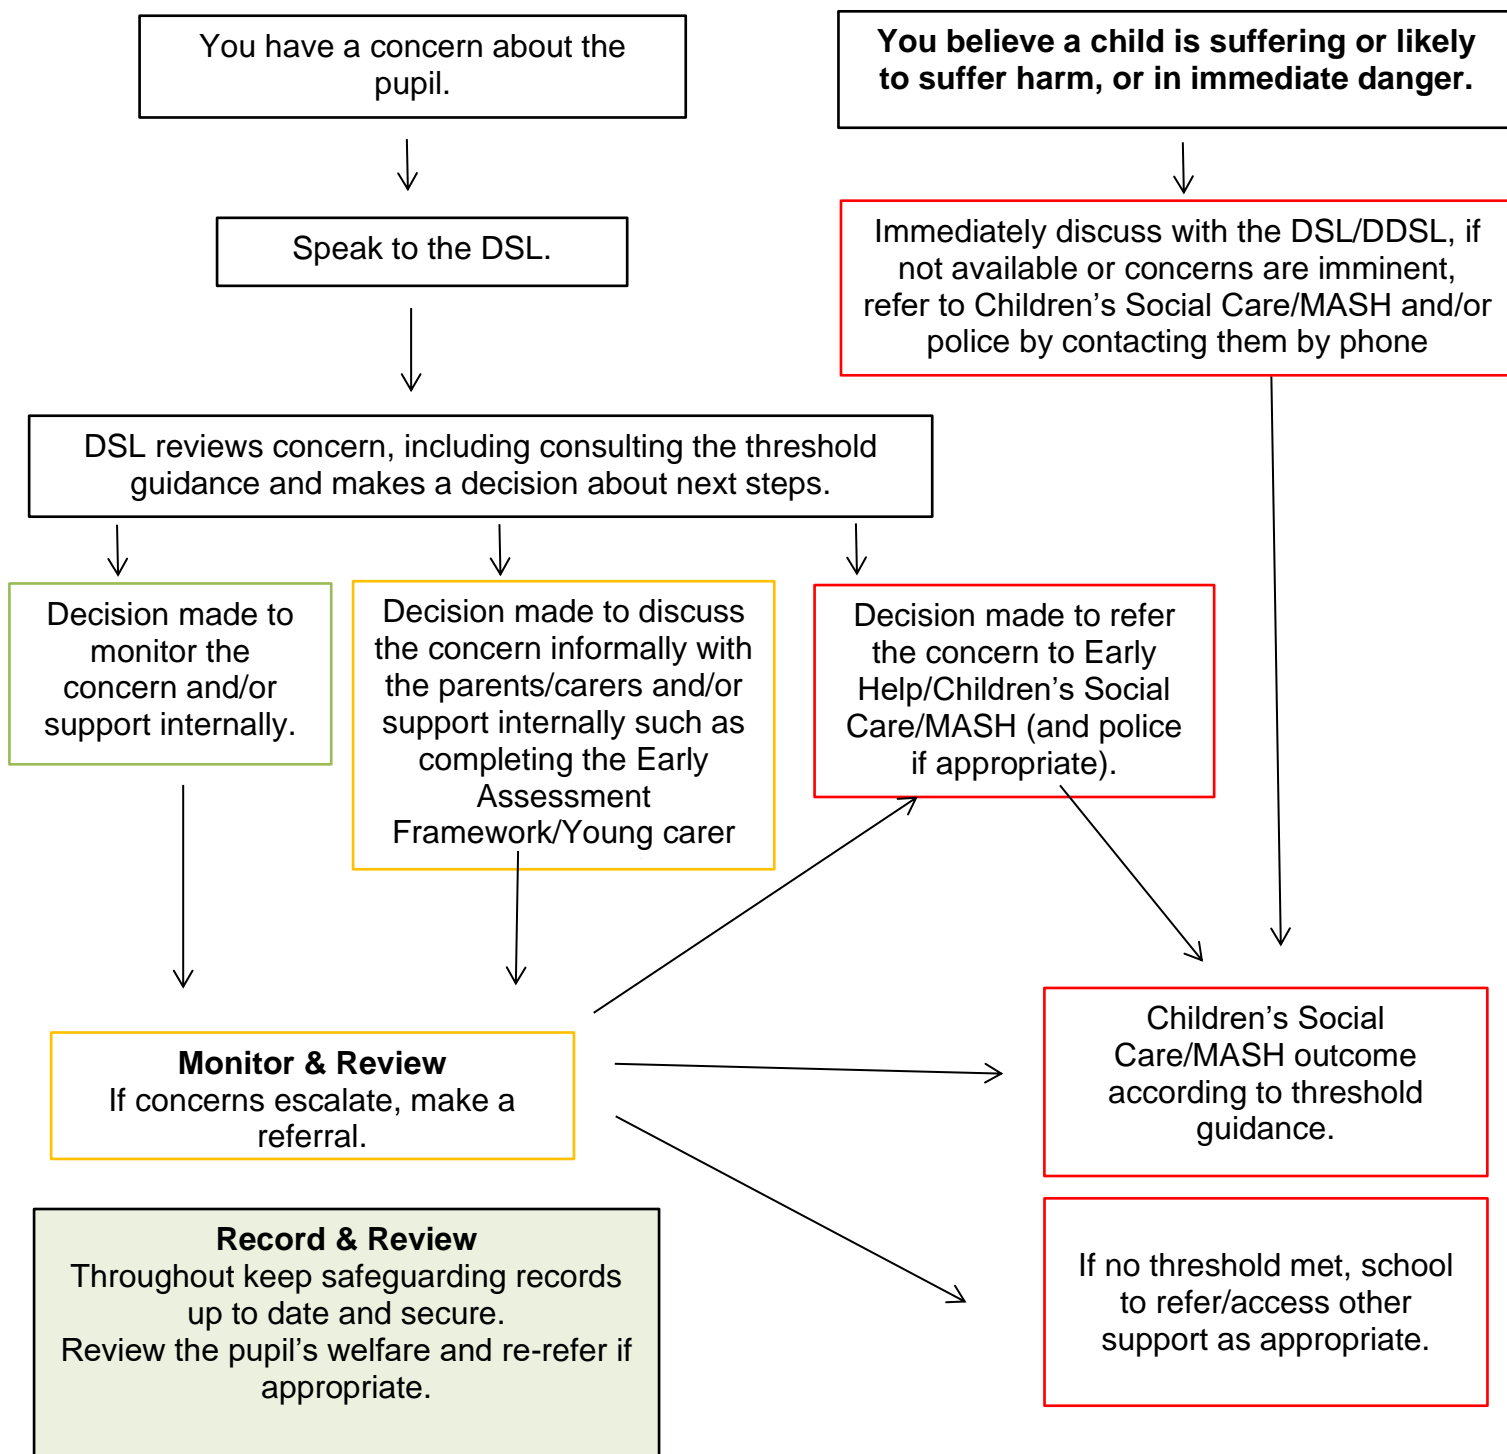 You have a concern about the
pupil.
You believe a child is suffering or likely
to suffer harm, or in immediate danger.
Speak to the DSL.
Immediately discuss with the DSL/DDSL, if
not available or concerns are imminent,
refer to Children’s Social Care/MASH and/or
police by contacting them by phone
DSL reviews concern, including consulting the threshold
guidance and makes a decision about next steps.
Decision made to
monitor the
concern and/or
support internally.
Decision made to discuss
the concern informally with
the parents/carers and/or
support internally such as
completing the Early
Assessment
Framework/Young carer
Decision made to refer
the concern to Early
Help/Children’s Social
Care/MASH (and police
if appropriate).
Monitor & Review
If concerns escalate, make a
referral.
Children’s Social
Care/MASH outcome
according to threshold
guidance.
Record & Review
Throughout keep safeguarding records
up to date and secure.
Review the pupil’s welfare and re-refer if
appropriate.
If no threshold met, school
to refer/access other
support as appropriate.